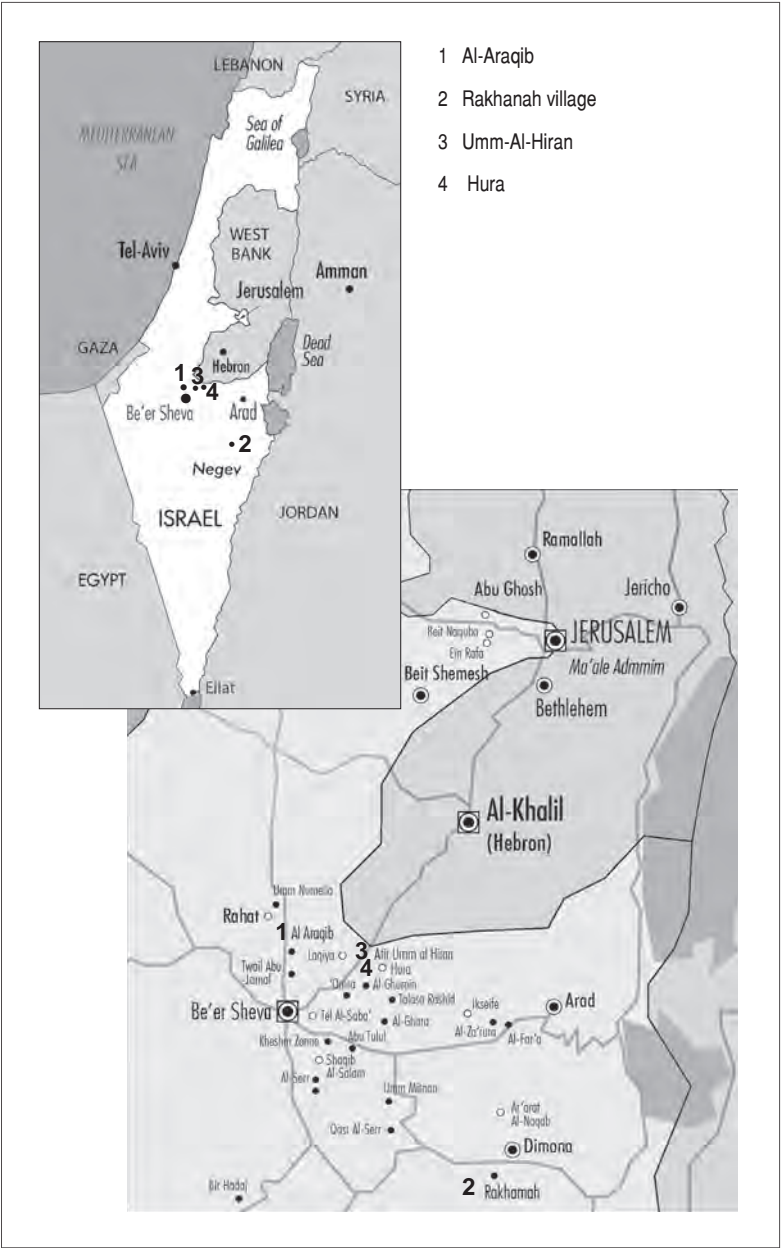 1 Al-Araqib
2 Rakhanah village
3 Umm-Al-Hiran
4 Hura
LEBANON
SYRIA
MEDITERRANEAN
SEA
Sea of
Galilea
Tel-Aviv
WEST
BANK
Amman
Jerusalem
GAZA
Hebron
Dead
Sea
1 3
4
Be'er Sheva
Arad
2
Negev
ISRAEL
JORDAN
EGYPT
Eilat
Ramallah
Abu Ghosh
Jericho
Beit Naquba
JERUSALEM
Ein Rafa
Beit Shemesh
Ma'ale Admmim
Bethlehem
Al-Khalil
(Hebron)
Umm Numeila
Rahat
1 Al Araqib
3 Atir Umm al Hiran
Laqiya
4 Hura
Twail Abu
-Jarwal
Al-Ghurrin
Talaaa Rashid
Be'er Sheva
Tel Al-Saba'
Al-Ghara
Ikseife
Arad
Al-Za'rura
Al-Far'a
Khashm Zanna
Abu Tulul
Shaqib
Al-Salam
Al-Serr
Umm Mitnan
Ar'arat
Al-Naqab
Qasr Al-Serr
Dimona
(Bir Hadaj
2 Rakhamah